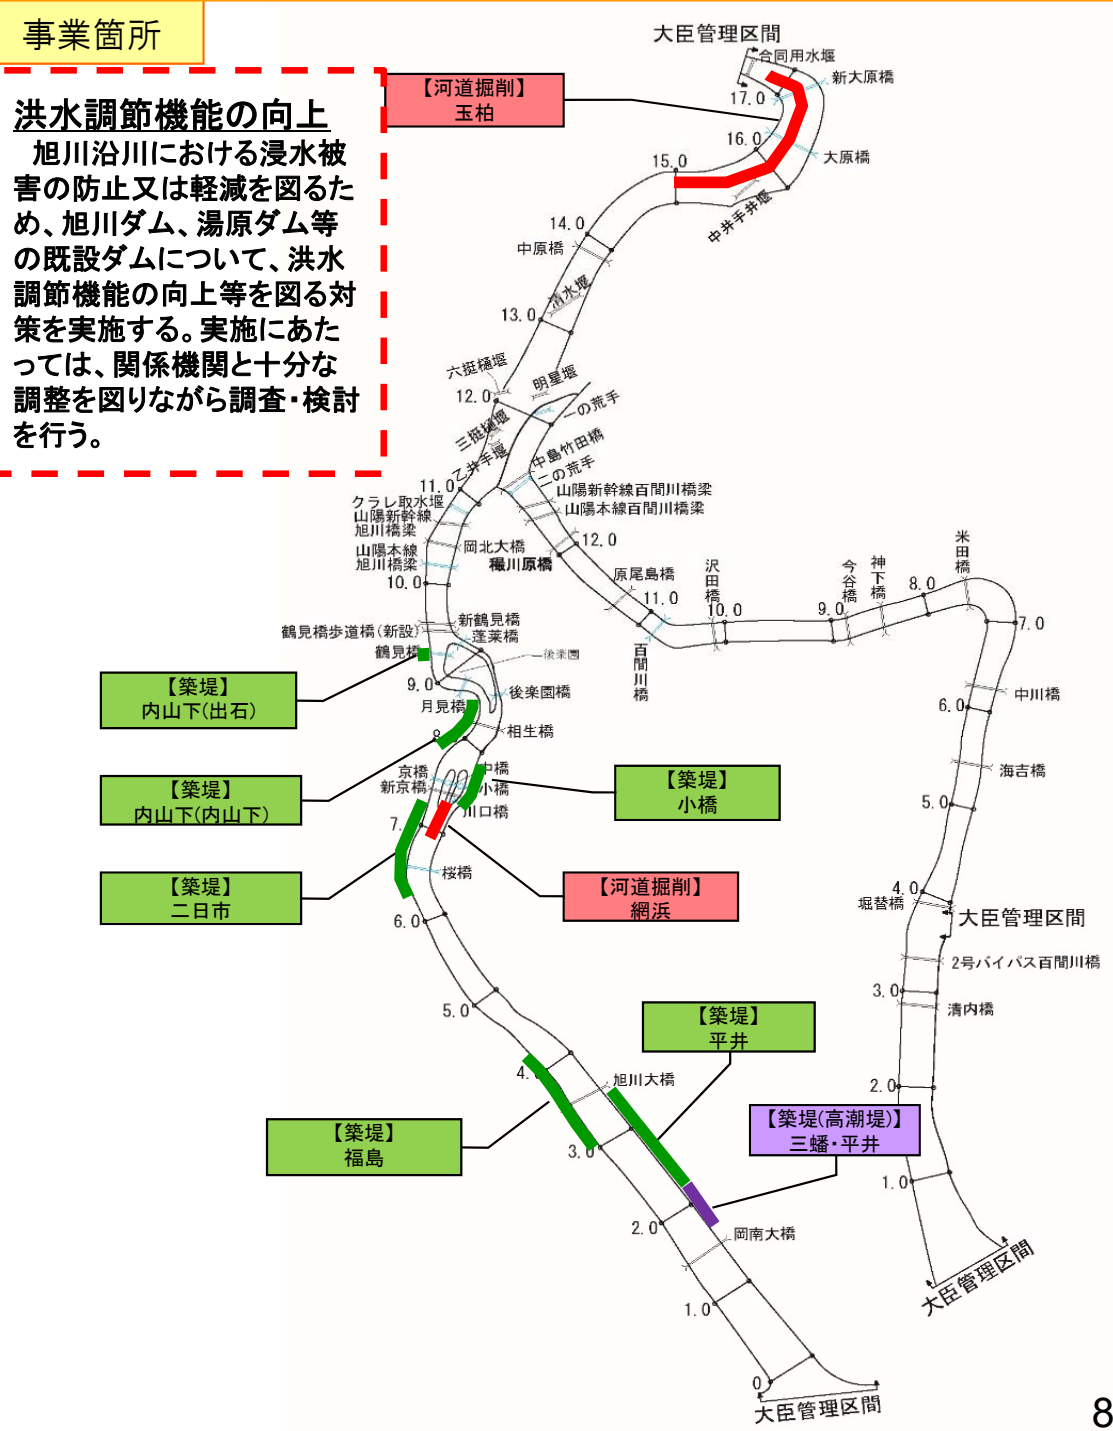 事業箇所
洪水調節機能の向上
旭川沿川における浸水被
害の防止又は軽減を図るた
め、旭川ダム、湯原ダム等
の既設ダムについて、洪水
調節機能の向上等を図る対
策を実施する。実施にあた
っては、関係機関と十分な
調整を図りながら調査・検討
を行う。
大臣管理区間
合同用水堰
新大原橋
【河道掘削】
玉柏
17.0
16.0
大原橋
15.0
中井手井堰
14.0
中原橋
清水堰
13.0
六挺樋堰
明星堰
12.0
一の荒手
三挺樋堰
中島竹田橋
乙井手堰
二の荒手
11.0
山陽新幹線百間川橋梁
クラレ取水堰
山陽本線百間川橋梁
山陽新幹線
旭川橋梁
岡北大橋
12.0
山陽本線
旭川橋梁
穝川原橋
原尾島橋
10.0
11.0
沢田橋
10.0
9.0
今谷橋
神下橋
8.0
米田橋
7.0
百間川橋
新鶴見橋
鶴見橋歩道橋(新設)
蓬莱橋
鶴見橋
後楽園
9.0
後楽園橋
月見橋
【築堤】
内山下(出石)
相生橋
8
中川橋
6.0
海吉橋
京橋
中橋
新京橋
小橋
【築堤】
内山下(内山下)
【築堤】
小橋
川口橋
7.
5.0
桜橋
【築堤】
二日市
【河道掘削】
網浜
4.0
堀替橋
大臣管理区間
6.0
2号バイパス百間川橋
3.0
清内橋
5.0
【築堤】
平井
4.
旭川大橋
2.0
【築堤】
福島
【築堤(高潮堤)】
三蟠・平井
3.0
1.0
2.0
岡南大橋
大臣管理区間
1.0
0
大臣管理区間
8